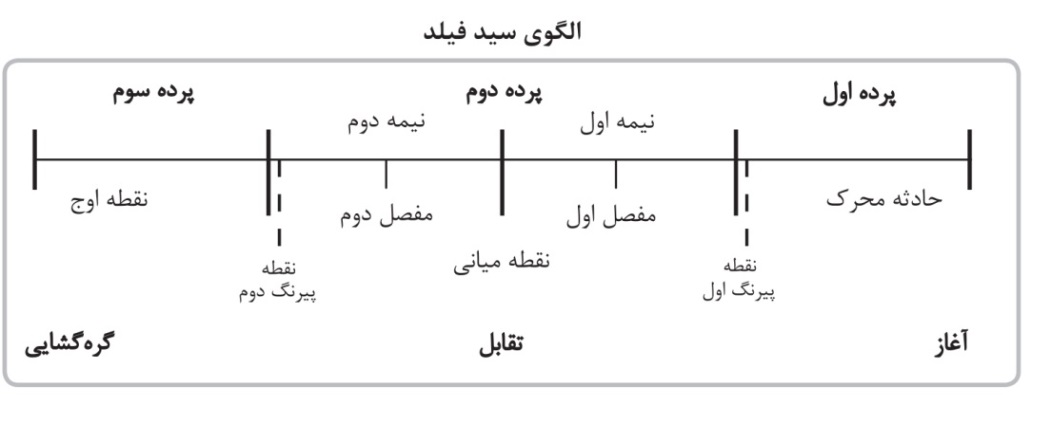 الگوی سید فیلد
پرده اول
پرده دوم
پرده سوم
نیمه اول
نیمه دوم
حادثه محرک
مفصل اول
مفصل دوم
نقطه اوج
نقطه میانی
نقطه
پیرنگ اول
نقطه
پیرنگ دوم
آغاز
تقابل
گره‌گشایی